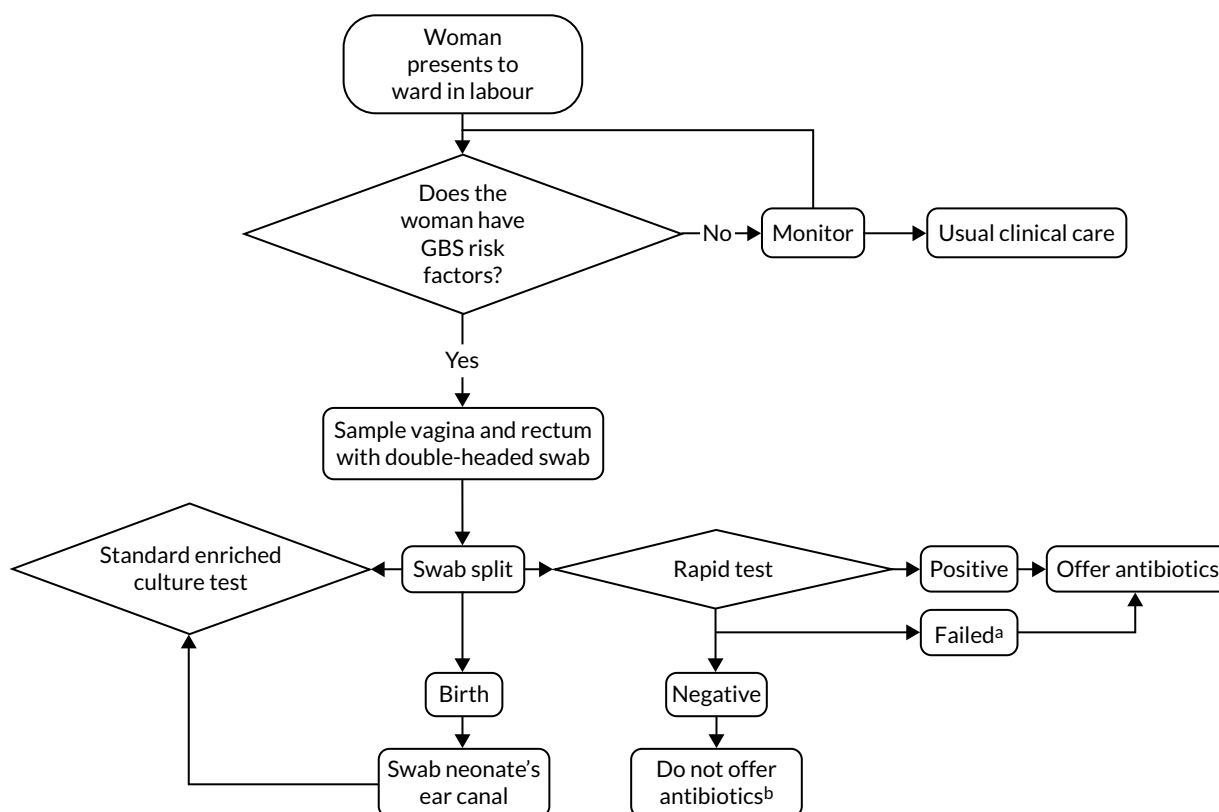 Woman
presents to
ward in labour
Does the
woman have
GBS risk
factors?
No
Monitor
Usual clinical care
Yes
Sample vagina and rectum
with double-headed swab
Standard enriched
culture test
Swab split
Rapid test
Positive
Offer antibiotics
Failedᵃ
Birth
Negative
Swab neonate’s
ear canal
Do not offer
antibioticsᵇ